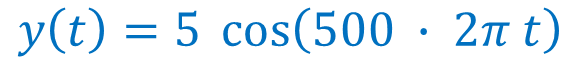 y(t) = 5 cos(500 · 2π t)